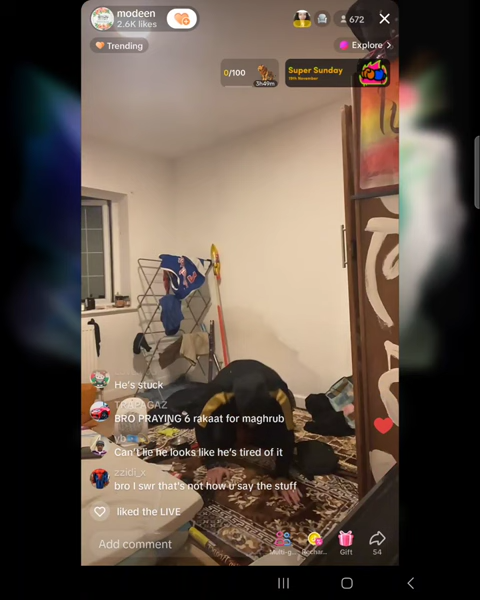 modeen
2.6K likes
672
Trending
Explore >
0/100
3h49m
Super Sunday
He's stuck
TRAPAGAZ
BRO PRAYING 6 rakaat for maghrub
Can't lie he looks like he's tired of it
zzidi_x
bro I swr that's not how u say the stuff
liked the LIVE
Add comment
Gift
54